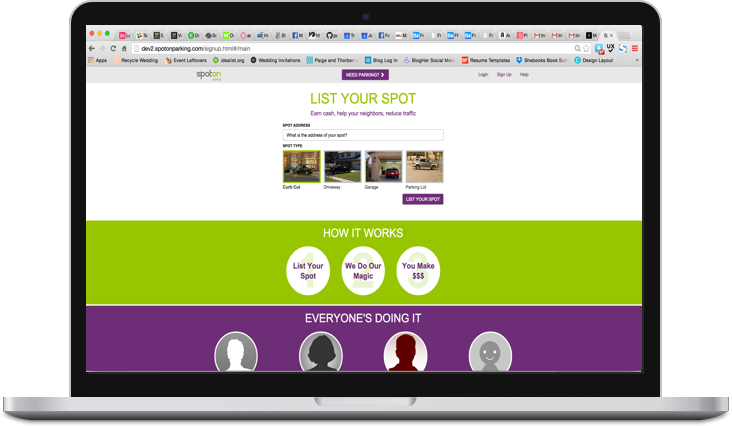 dev2.spotonparking.com/signup.html#/main
Apps Recycle Wedding Event Leftovers idealist.org Wedding Invitations Paige and Thorben Blog Log In BlogHer Social Med Resume Templates Shebooks Book Sum Design Layout
spoton
parking
NEED PARKING?
Login Sign Up Help
LIST YOUR SPOT
Earn cash, help your neighbors, reduce traffic
SPOT ADDRESS
What is the address of your spot?
SPOT TYPE
Curb Cut Driveway Garage Parking Lot
LIST YOUR SPOT
HOW IT WORKS
1 2 3
List Your We Do Our You Make
Spot Magic $$$
EVERYONE'S DOING IT